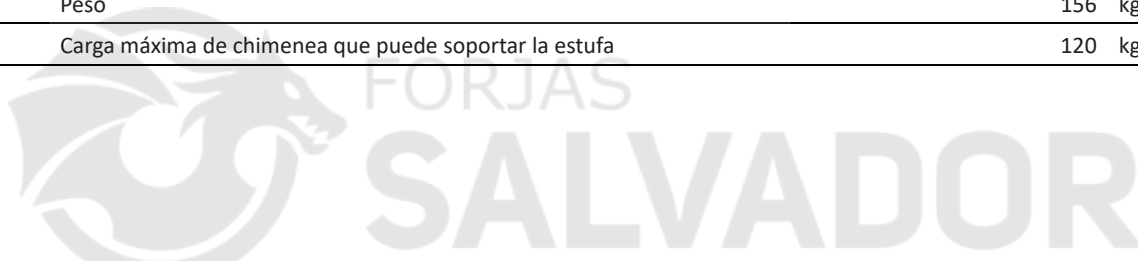 Peso 156 kg
Carga máxima de chimenea que puede soportar la estufa 120 kg
FORJAS
SALVADOR